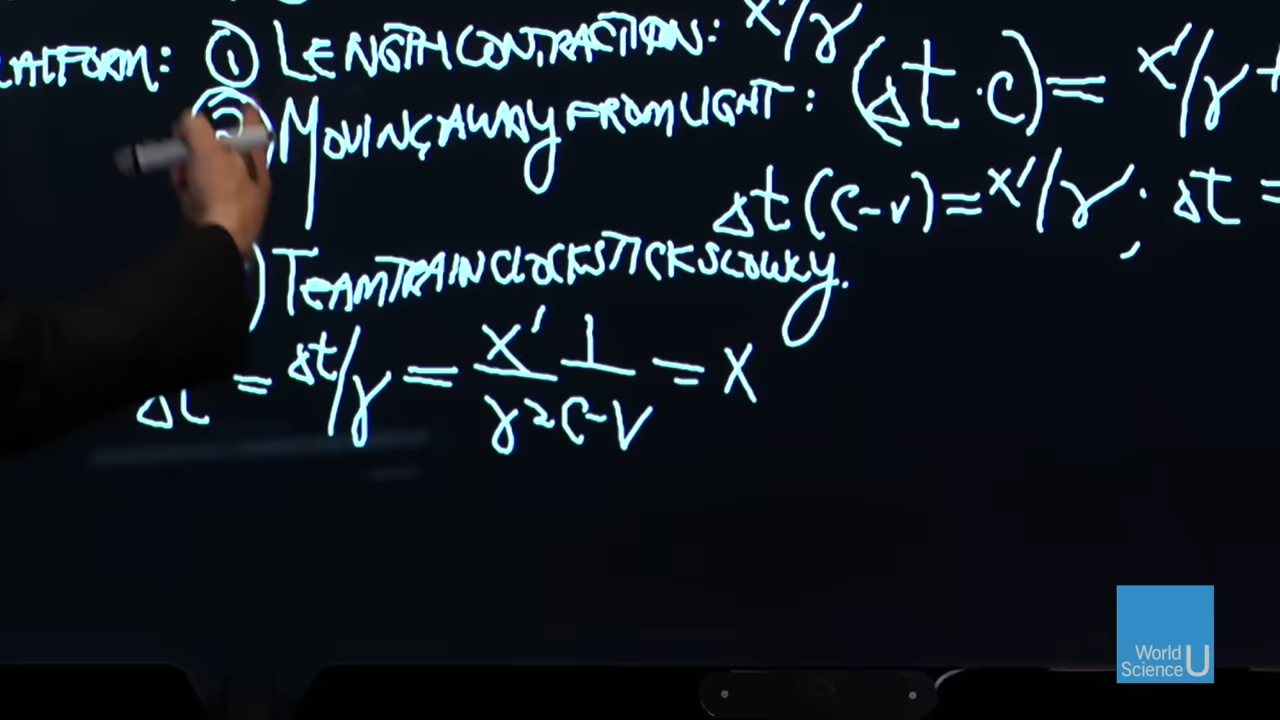 LATFORM: ① LENGTH CONTRACTION: x'/γ
② MOVING AWAY FROM LIGHT: (Δt·c) = x'/γ +
Δt(c-v) = x'/γ ; Δt =
) TEAM TRAIN CLOCKS TICK SLOWLY.
Δt = Δt/γ = x'/γ² 1/c-v = x
World
Science U